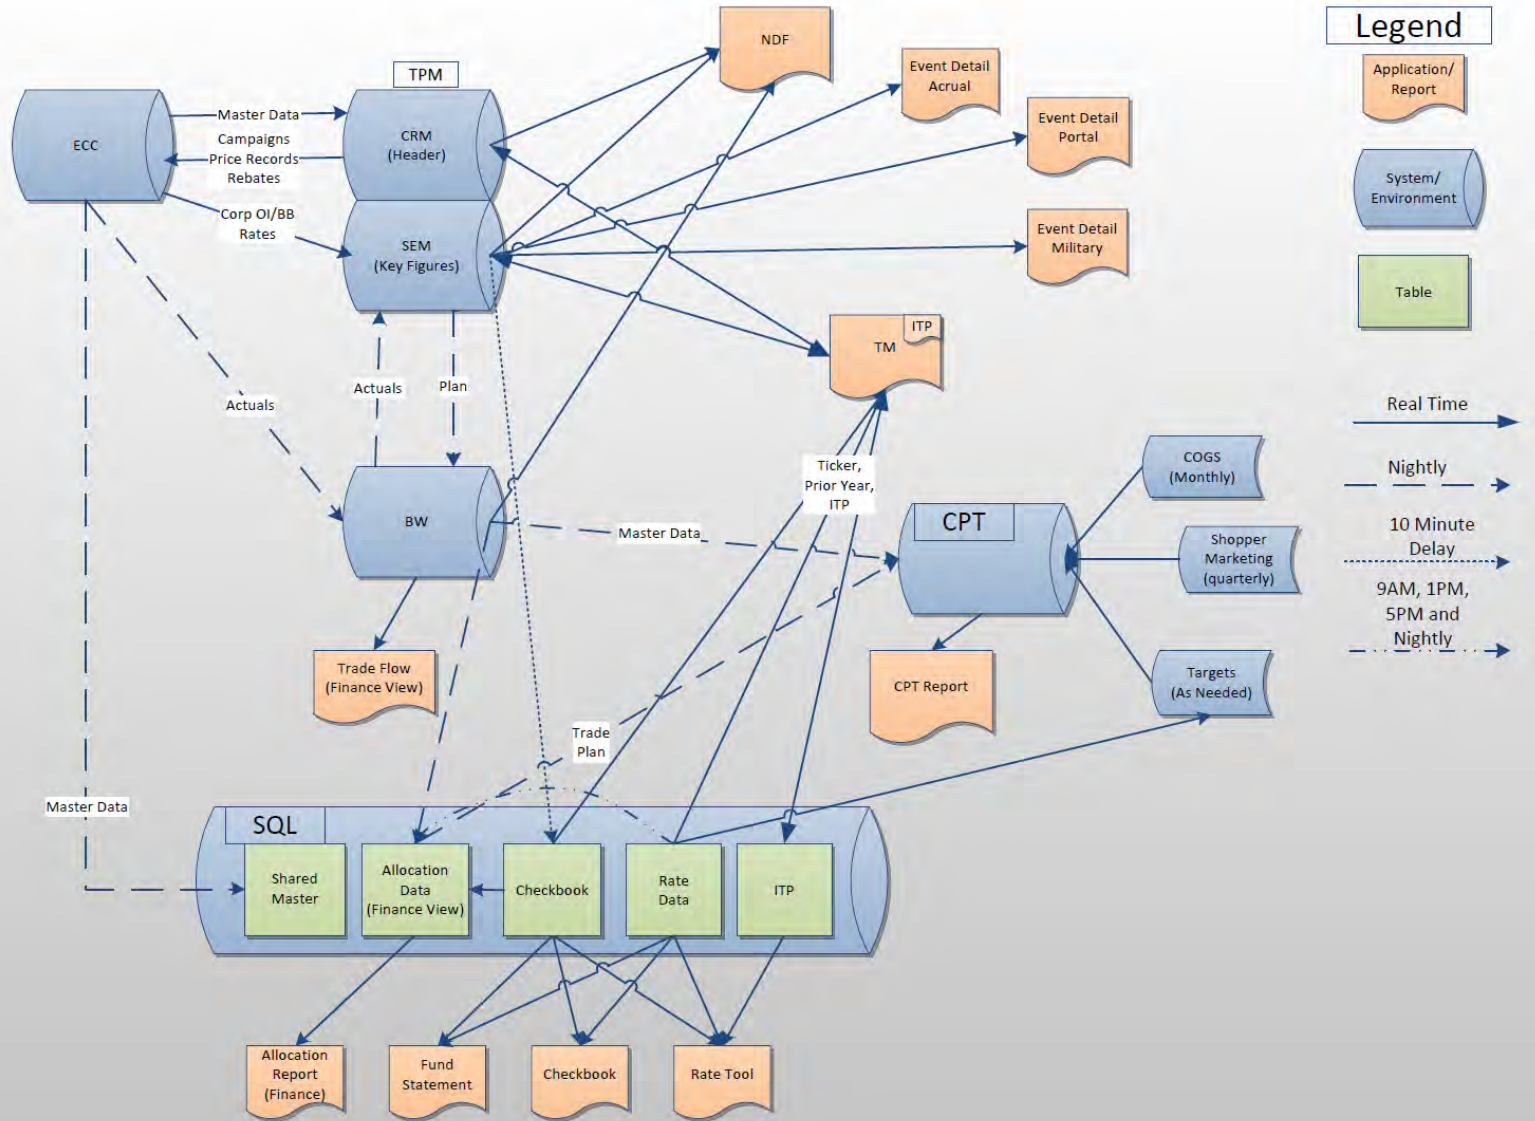 NDF
Legend
TPM
Event Detail
Acrual
Application/
Report
ECC
Master Data
Campaigns
Price Records
Rebates
CRM
(Header)
Event Detail
Portal
Corp OI/BB
Rates
SEM
(Key Figures)
Event Detail
Military
System/
Environment
Table
ITP
TM
Actuals
Plan
Actuals
Real Time
Ticker,
Prior Year,
ITP
COGS
(Monthly)
Nightly
BW
Master Data
CPT
Shopper
Marketing
(quarterly)
10 Minute
Delay
9AM, 1PM,
5PM and
Nightly
Trade Flow
(Finance View)
CPT Report
Targets
(As Needed)
Trade
Plan
Master Data
SQL
Shared
Master
Allocation
Data
(Finance View)
Checkbook
Rate
Data
ITP
Allocation
Report
(Finance)
Fund
Statement
Checkbook
Rate Tool